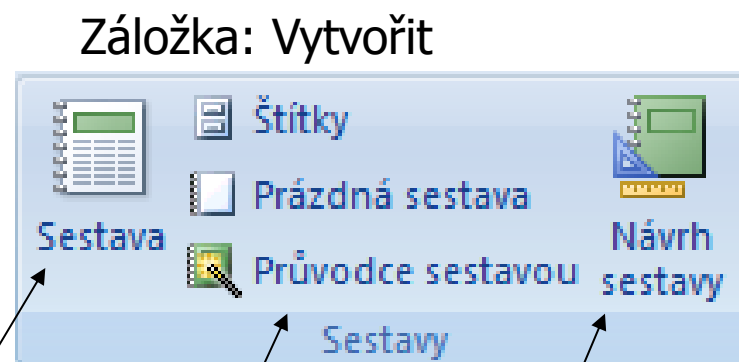 Záložka: Vytvořit
Sestava
Štítky
Prázdná sestava
Průvodce sestavou
Návrh
sestavy
Sestavy